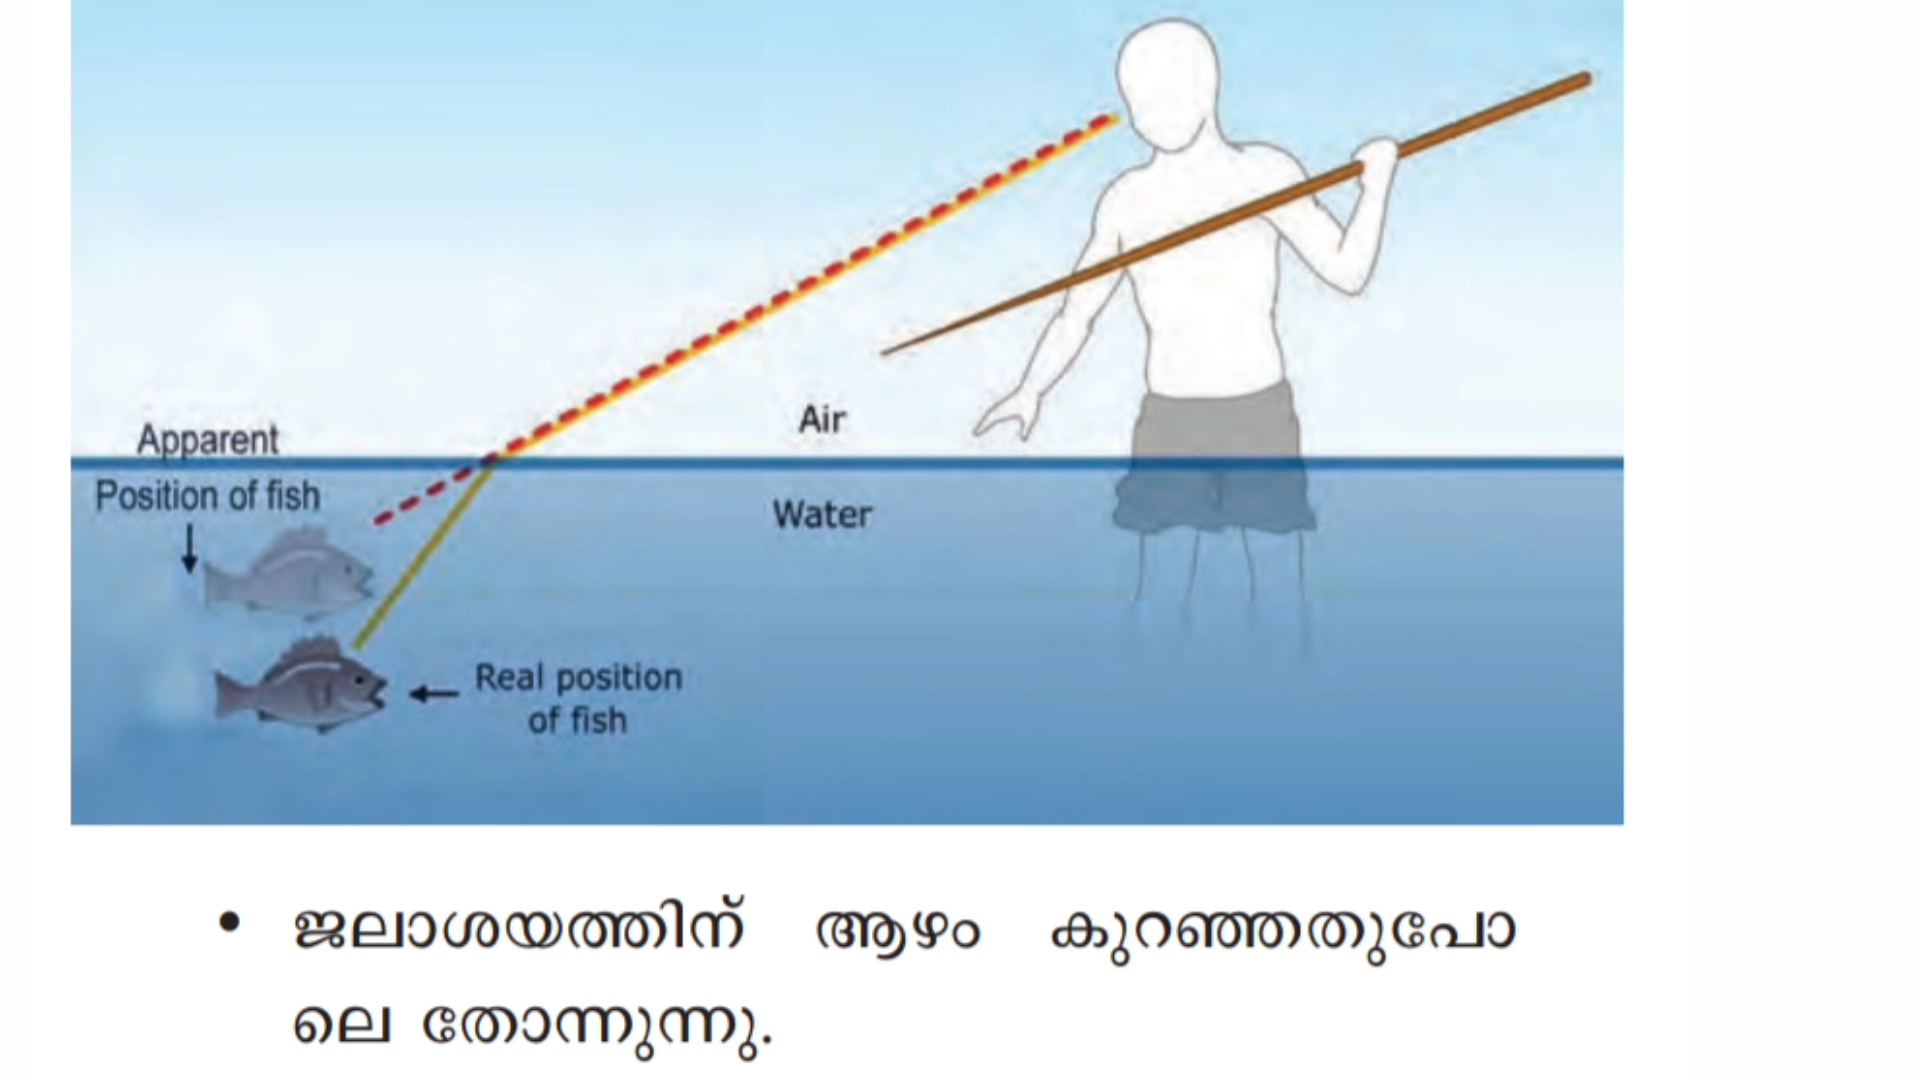 Air
Apparent
Position of fish
Water
Real position
of fish
• ജലാശയത്തിന് ആഴം കുറഞ്ഞതുപോ
ലെ തോന്നുന്നു.